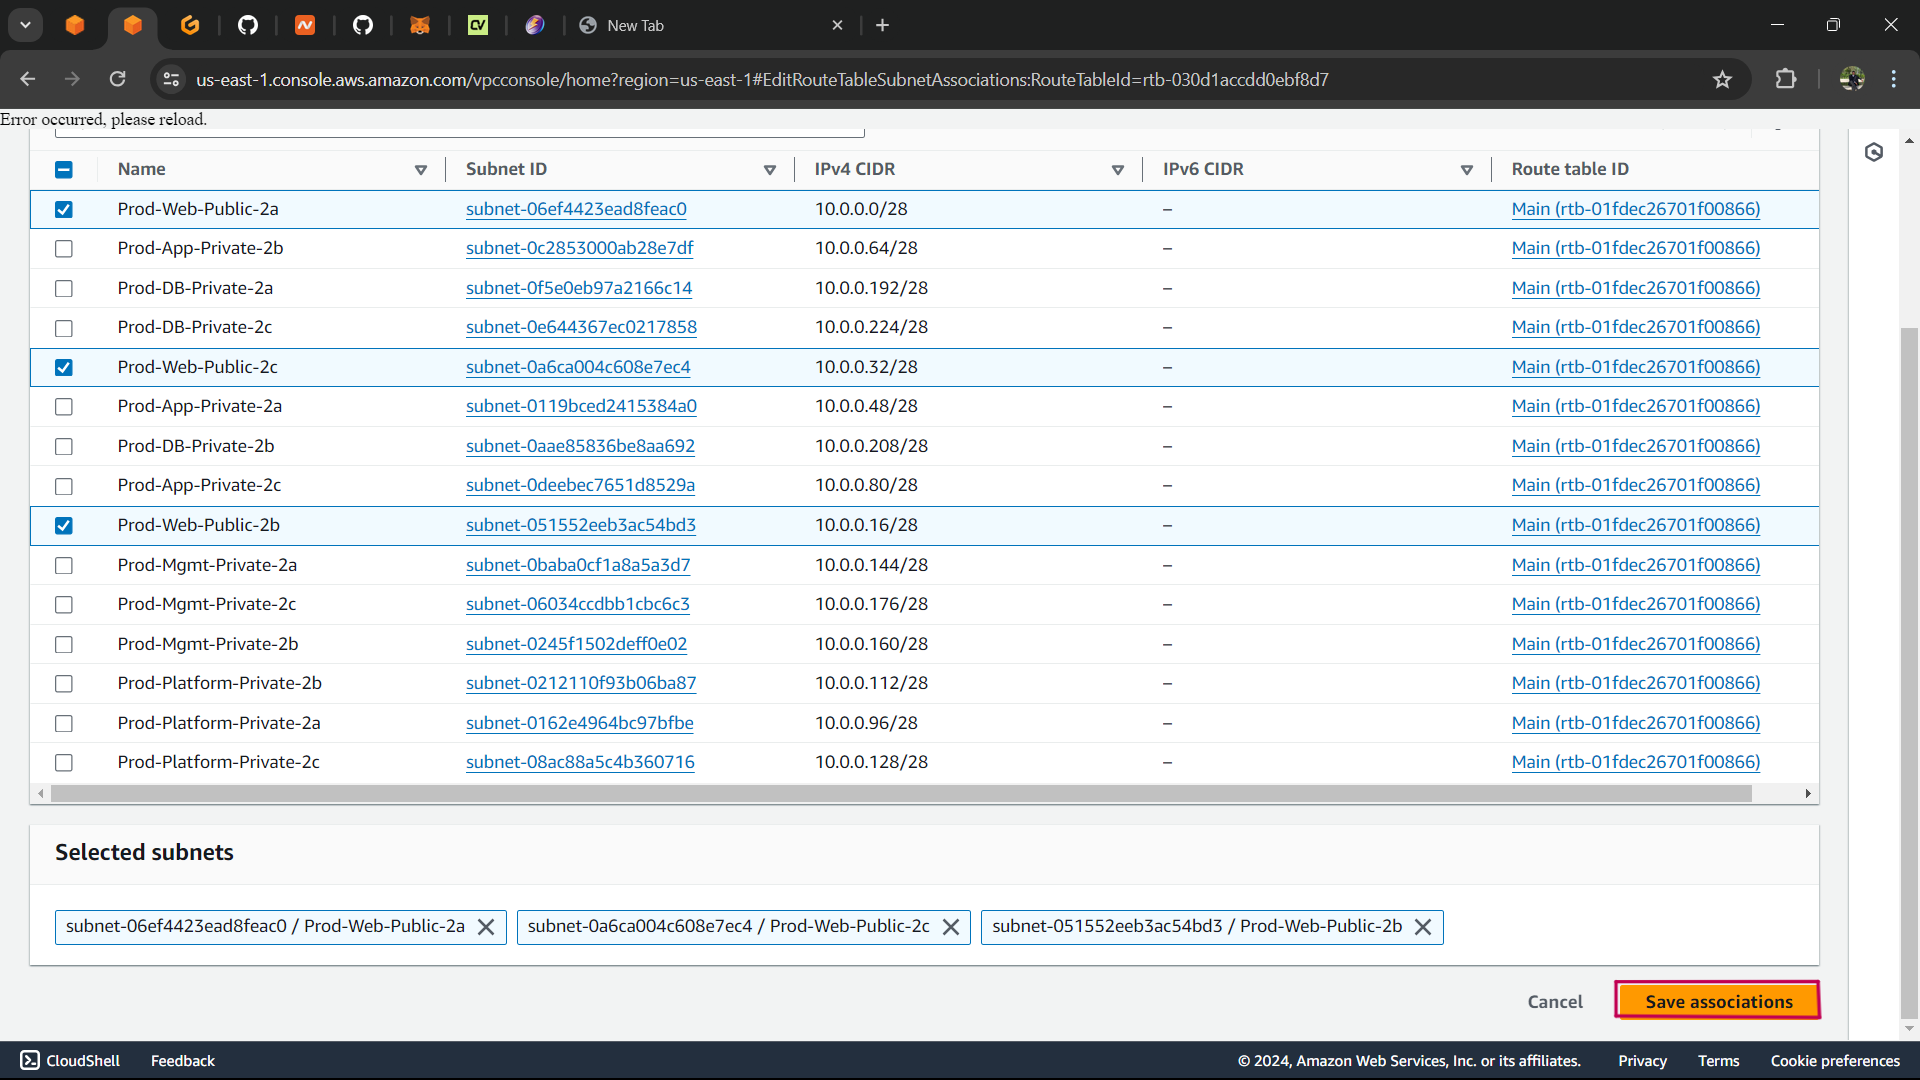 New Tab
us-east-1.console.aws.amazon.com/vpcconsole/home?region=us-east-1#EditRouteTableSubnetAssociations:RouteTableId=rtb-030d1accdd0ebf8d7
Error occurred, please reload.
Name Subnet ID IPv4 CIDR IPv6 CIDR Route table ID
Prod-Web-Public-2a subnet-06ef4423ead8feac0 10.0.0.0/28 – Main (rtb-01fdec26701f00866)
Prod-App-Private-2b subnet-0c2853000ab28e7df 10.0.0.64/28 – Main (rtb-01fdec26701f00866)
Prod-DB-Private-2a subnet-0f5e0eb97a2166c14 10.0.0.192/28 – Main (rtb-01fdec26701f00866)
Prod-DB-Private-2c subnet-0e644367ec0217858 10.0.0.224/28 – Main (rtb-01fdec26701f00866)
Prod-Web-Public-2c subnet-0a6ca004c608e7ec4 10.0.0.32/28 – Main (rtb-01fdec26701f00866)
Prod-App-Private-2a subnet-0119bced2415384a0 10.0.0.48/28 – Main (rtb-01fdec26701f00866)
Prod-DB-Private-2b subnet-0aae85836be8aa692 10.0.0.208/28 – Main (rtb-01fdec26701f00866)
Prod-App-Private-2c subnet-0deebec7651d8529a 10.0.0.80/28 – Main (rtb-01fdec26701f00866)
Prod-Web-Public-2b subnet-051552eeb3ac54bd3 10.0.0.16/28 – Main (rtb-01fdec26701f00866)
Prod-Mgmt-Private-2a subnet-0baba0cf1a8a5a3d7 10.0.0.144/28 – Main (rtb-01fdec26701f00866)
Prod-Mgmt-Private-2c subnet-06034ccdbb1cbc6c3 10.0.0.176/28 – Main (rtb-01fdec26701f00866)
Prod-Mgmt-Private-2b subnet-0245f1502deff0e02 10.0.0.160/28 – Main (rtb-01fdec26701f00866)
Prod-Platform-Private-2b subnet-0212110f93b06ba87 10.0.0.112/28 – Main (rtb-01fdec26701f00866)
Prod-Platform-Private-2a subnet-0162e4964bc97bfbe 10.0.0.96/28 – Main (rtb-01fdec26701f00866)
Prod-Platform-Private-2c subnet-08ac88a5c4b360716 10.0.0.128/28 – Main (rtb-01fdec26701f00866)
Selected subnets
subnet-06ef4423ead8feac0 / Prod-Web-Public-2a subnet-0a6ca004c608e7ec4 / Prod-Web-Public-2c subnet-051552eeb3ac54bd3 / Prod-Web-Public-2b
Cancel Save associations
CloudShell Feedback © 2024, Amazon Web Services, Inc. or its affiliates. Privacy Terms Cookie preferences